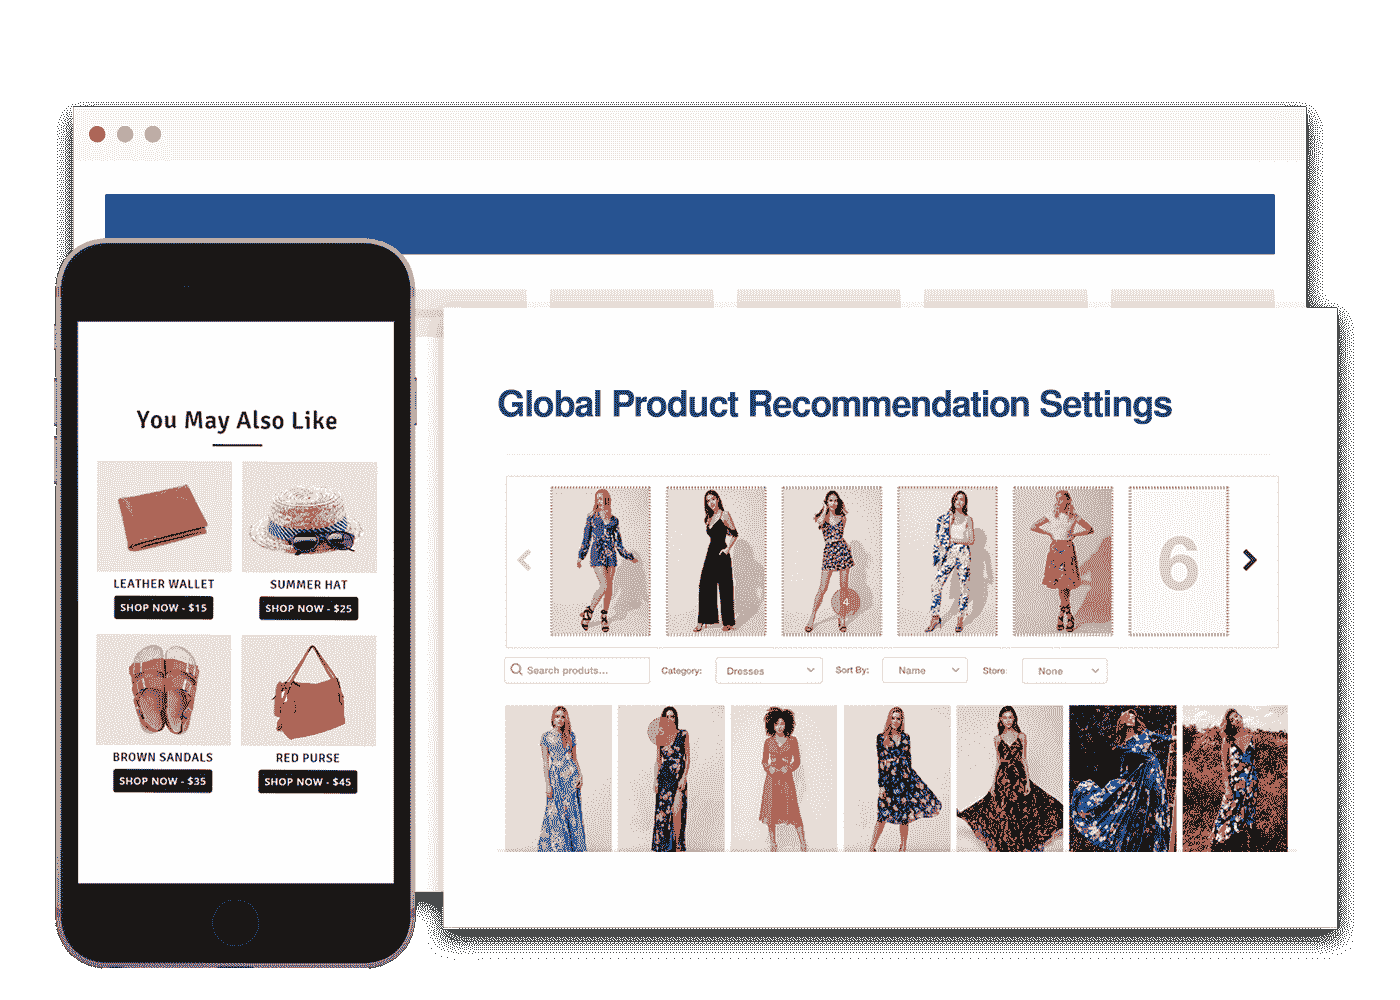 You May Also Like
LEATHER WALLET
SHOP NOW - $15
SUMMER HAT
SHOP NOW - $25
BROWN SANDALS
SHOP NOW - $35
RED PURSE
SHOP NOW - $45
Global Product Recommendation Settings
4
6
Search produts...
Category:
Dresses
Sort By:
Name
Store
None
5